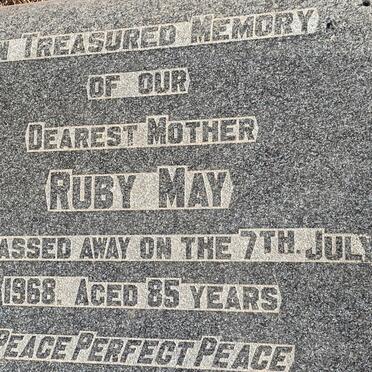 N TREASURED MEMORY
OF OUR
DEAREST MOTHER
RUBY MAY
ASSED AWAY ON THE 7TH. JUL
1968. AGED 85 YEARS
PEACE PERFECT PEACE